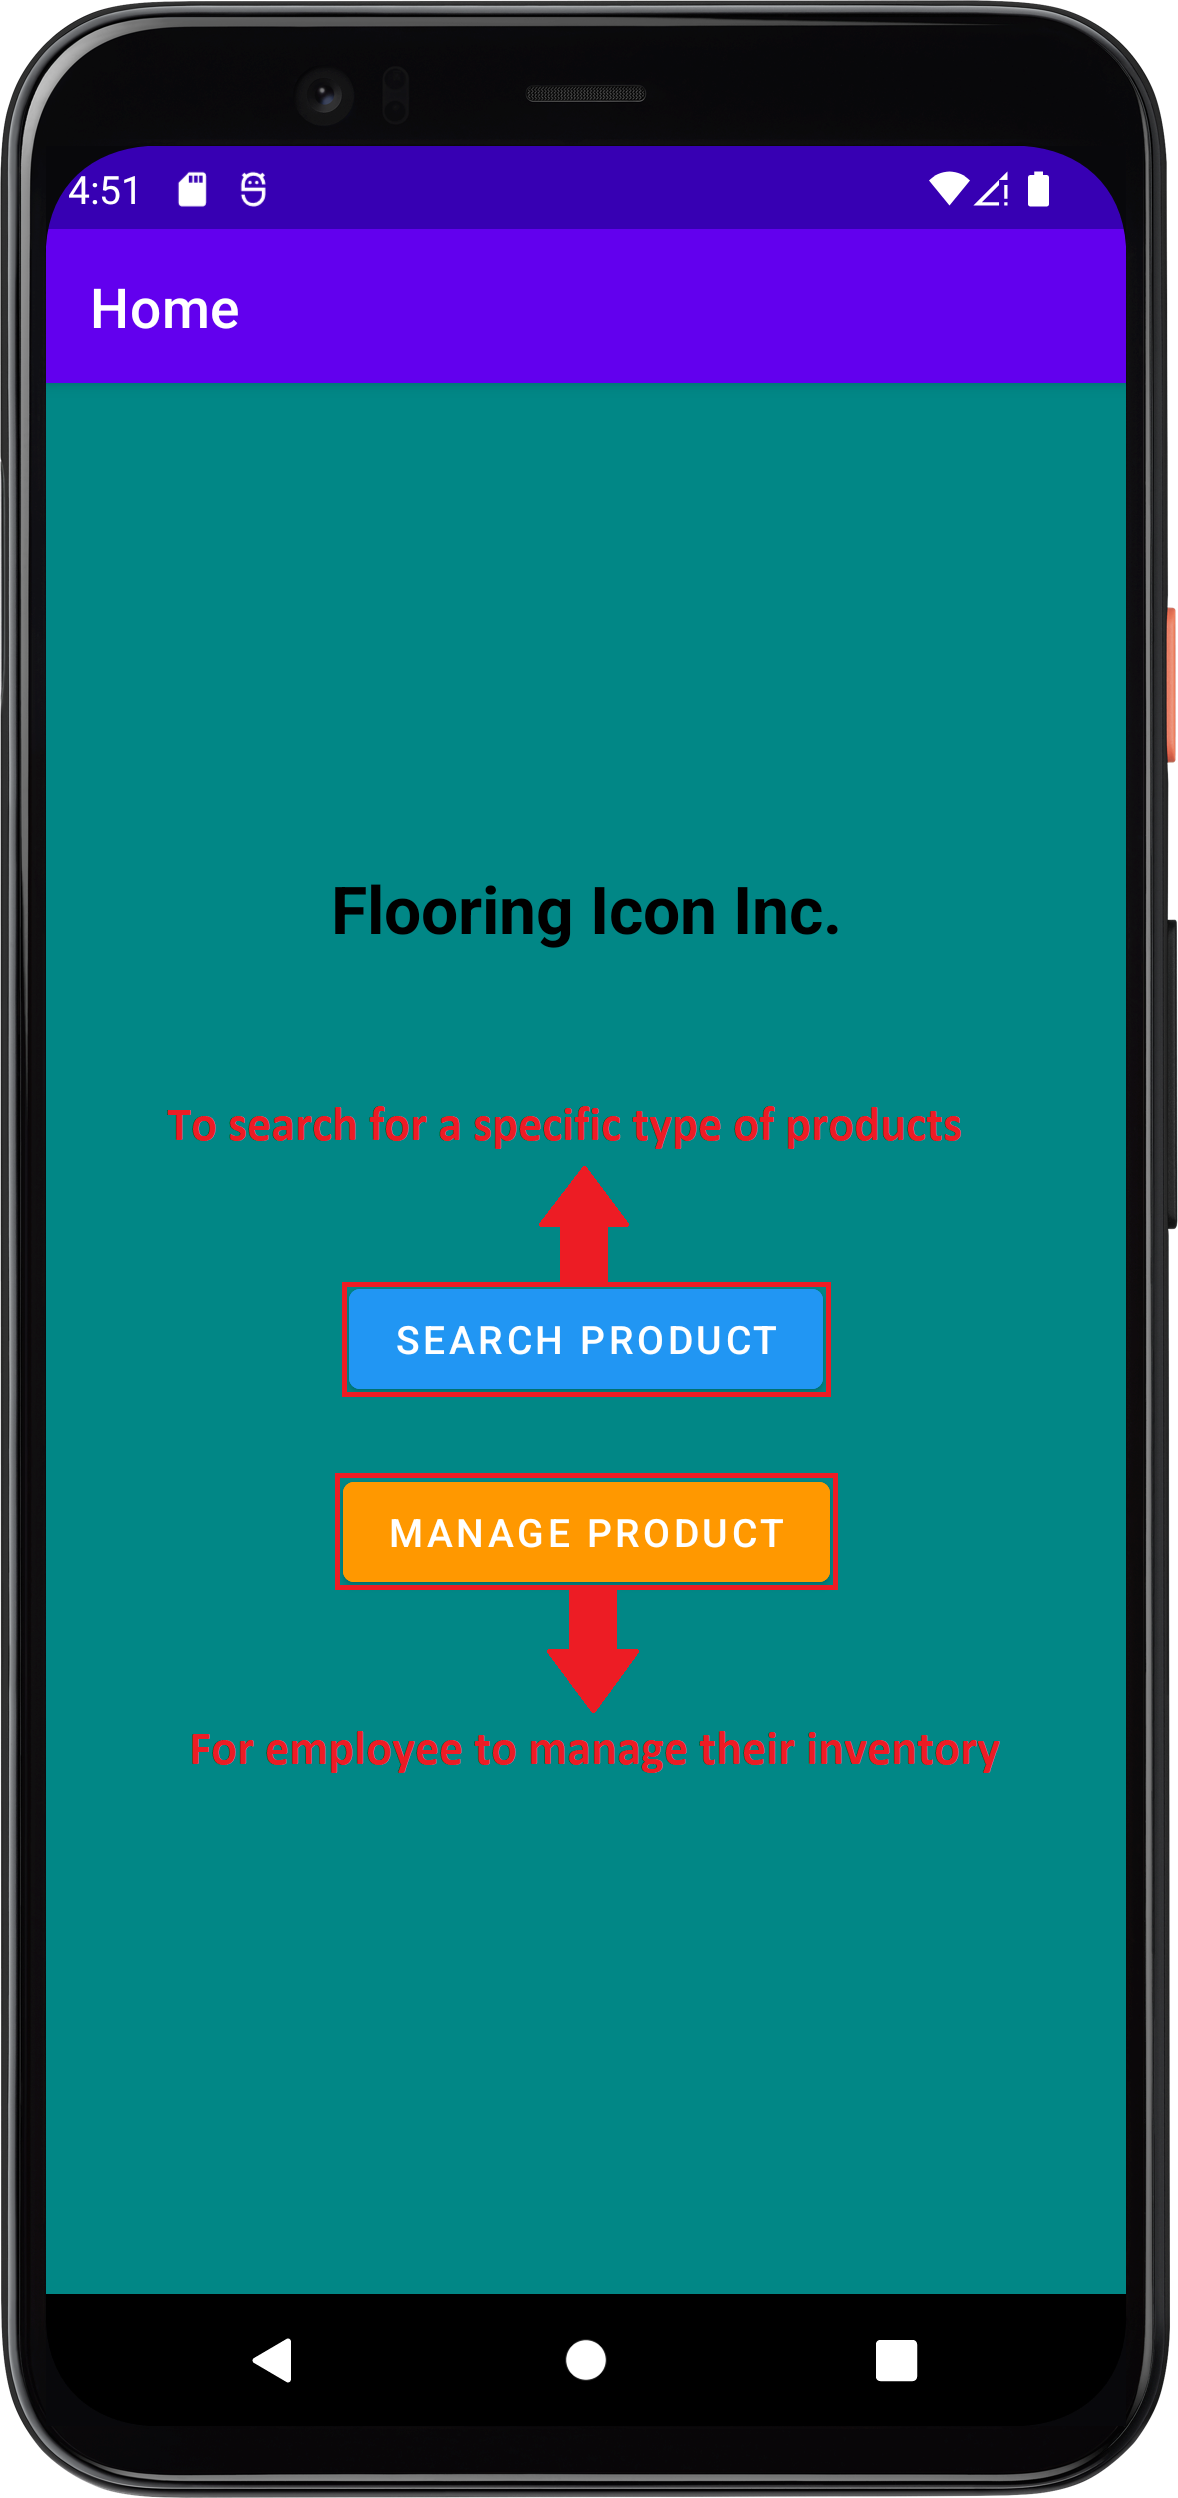 4:51
Home
Flooring Icon Inc.
To search for a specific type of products
SEARCH PRODUCT
MANAGE PRODUCT
For employee to manage their inventory